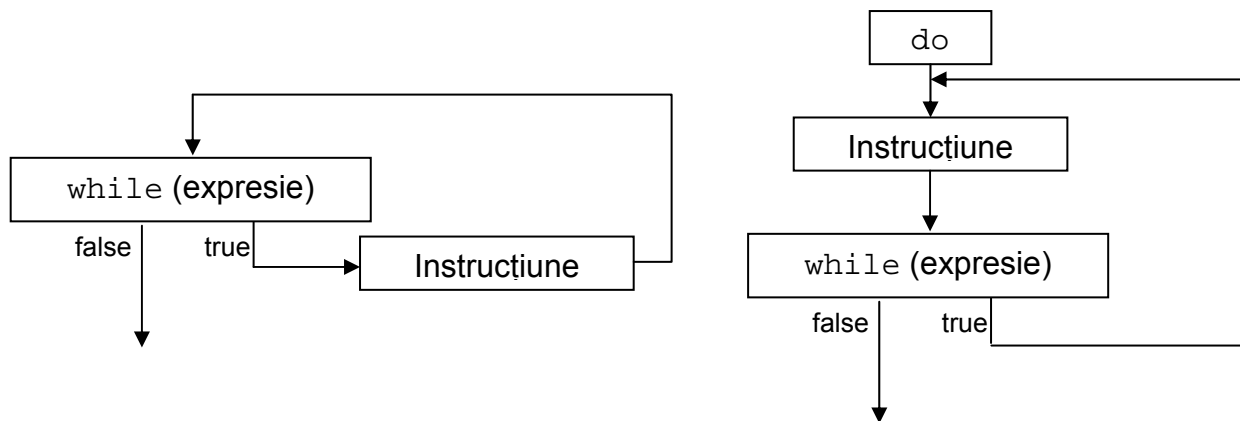 while (expresie)
false
true
Instrucțiune
do
Instrucțiune
while (expresie)
false
true